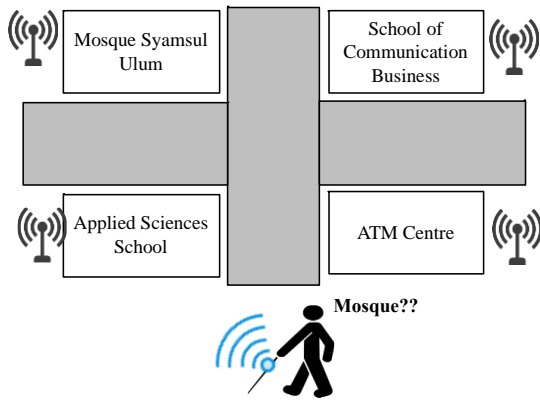 Mosque Syamsul
Ulum
School of
Communication
Business
Applied Sciences
School
ATM Centre
Mosque??